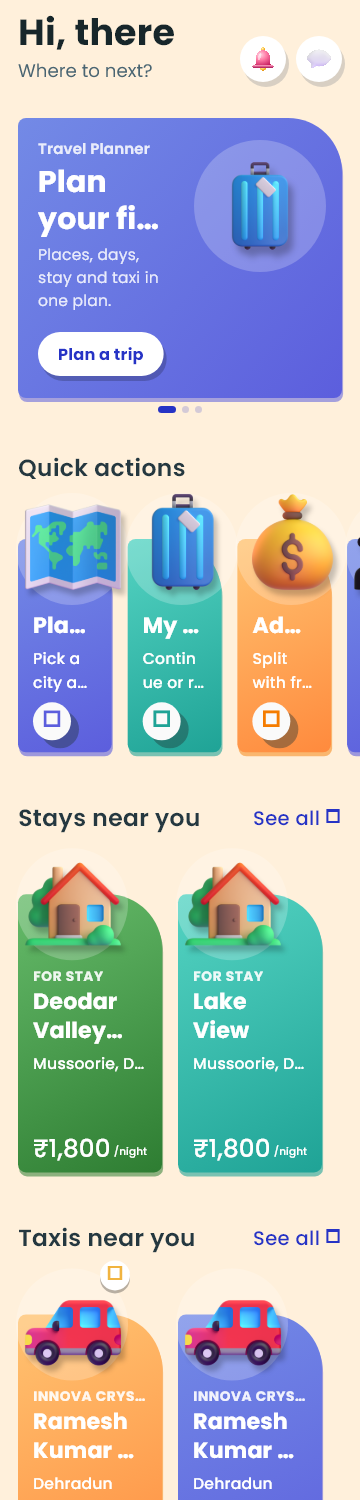 Hi, there
Where to next?
Travel Planner
Plan
your fi...
Places, days,
stay and taxi in
one plan.
Plan a trip
Quick actions
Pla...
Pick a
city a...
My ...
Contin
ue or r...
Ad...
Split
with fr...
Stays near you
See all
FOR STAY
Deodar
Valley...
Mussoorie, D...
₹1,800 /night
FOR STAY
Lake
View
Mussoorie, D...
₹1,800 /night
Taxis near you
See all
INNOVA CRYS...
Ramesh
Kumar ...
Dehradun
INNOVA CRYS...
Ramesh
Kumar ...
Dehradun